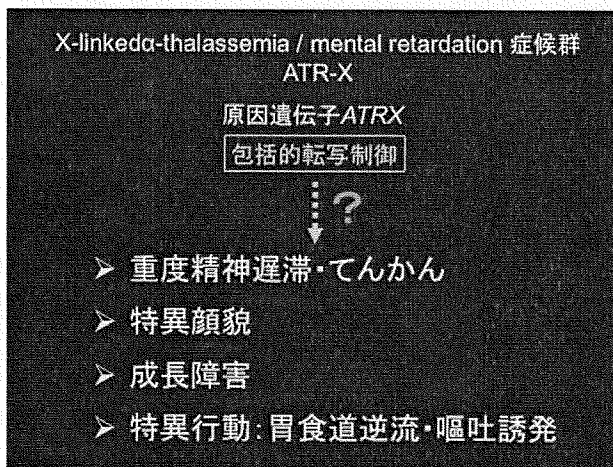 X-linkedα-thalassemia / mental retardation 症候群
ATR-X
原因遺伝子ATRX
包括的転写制御
?
➢ 重度精神遅滞・てんかん
➢ 特異顔貌
➢ 成長障害
➢ 特異行動：胃食道逆流・嘔吐誘発